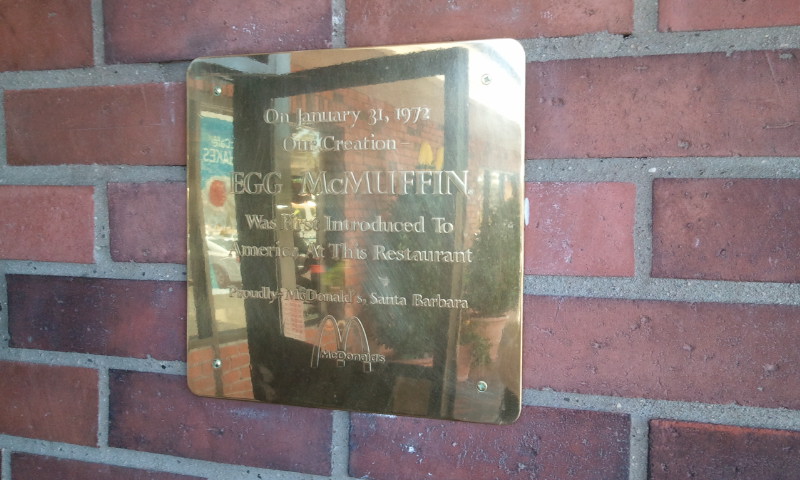 On January 31, 1972
Our Creation –
EGG McMUFFIN
Was First Introduced To
America At This Restaurant
Proudly - McDonald's, Santa Barbara
McDonald's